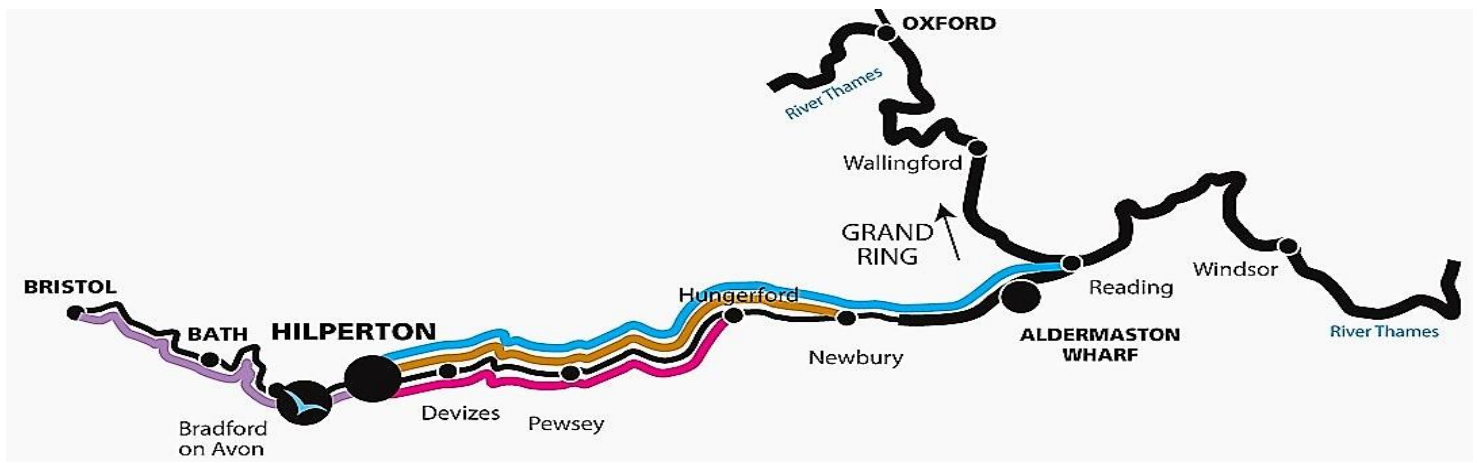 OXFORD
River Thames
Wallingford
GRAND
RING
Windsor
Reading
River Thames
BRISTOL
BATH
HILPERTON
Hungerford
ALDERMASTON
WHARF
Newbury
Devizes
Pewsey
Bradford
on Avon